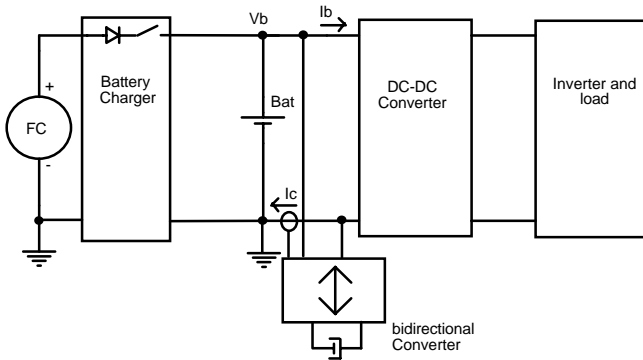 Vb
Ib
+
Battery
Charger
Bat
DC-DC
Converter
Inverter and
load
FC
-
Ic
bidirectional
Converter